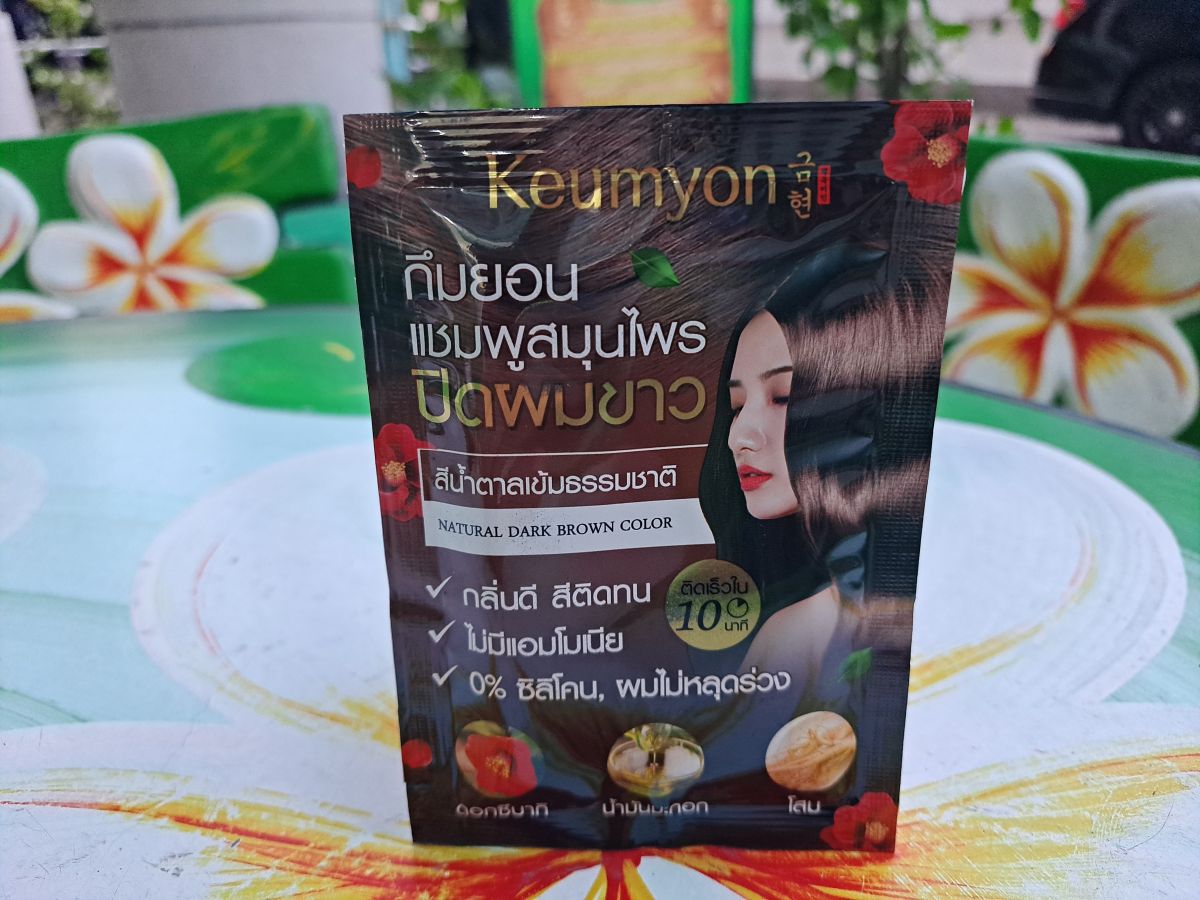 Keumyon 금현
กึมยอน
แชมพูสมุนไพร
ปิดผมขาว
สีน้ำตาลเข้มธรรมชาติ
NATURAL DARK BROWN COLOR
✓ กลิ่นดี สีติดทน
✓ ไม่มีแอมโมเนีย
✓ 0% ซิลิโคน, ผมไม่หลุดร่วง
ติดเร็วใน
10 นาที
ดอกซึบากิ น้ำมันมะกอก โสม